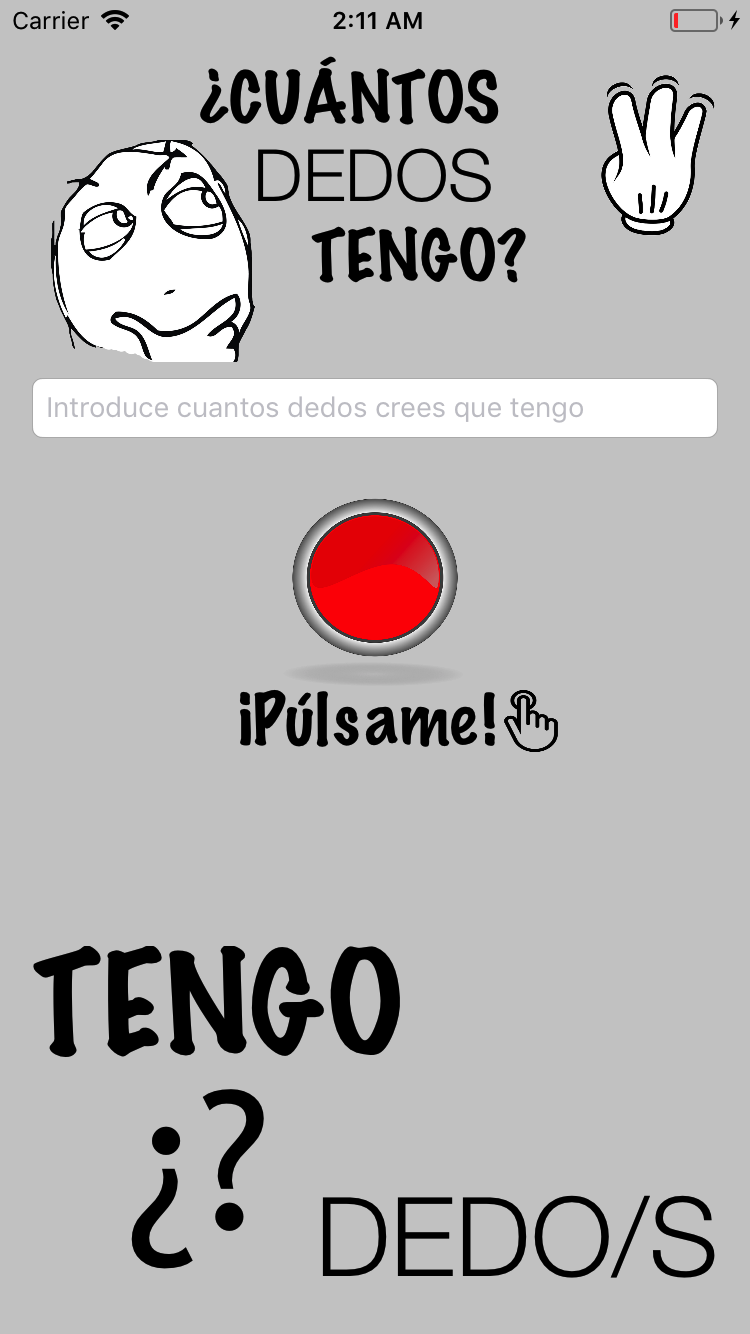 Carrier 2:11 AM
¿CUÁNTOS
DEDOS
TENGO?
Introduce cuantos dedos crees que tengo
¡Púlsame!
TENGO
¿?
DEDO/S